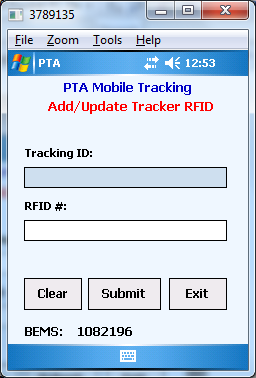 3789135
File Zoom Tools Help
PTA 12:53
PTA Mobile Tracking
Add/Update Tracker RFID
Tracking ID:
RFID #:
Clear Submit Exit
BEMS: 1082196